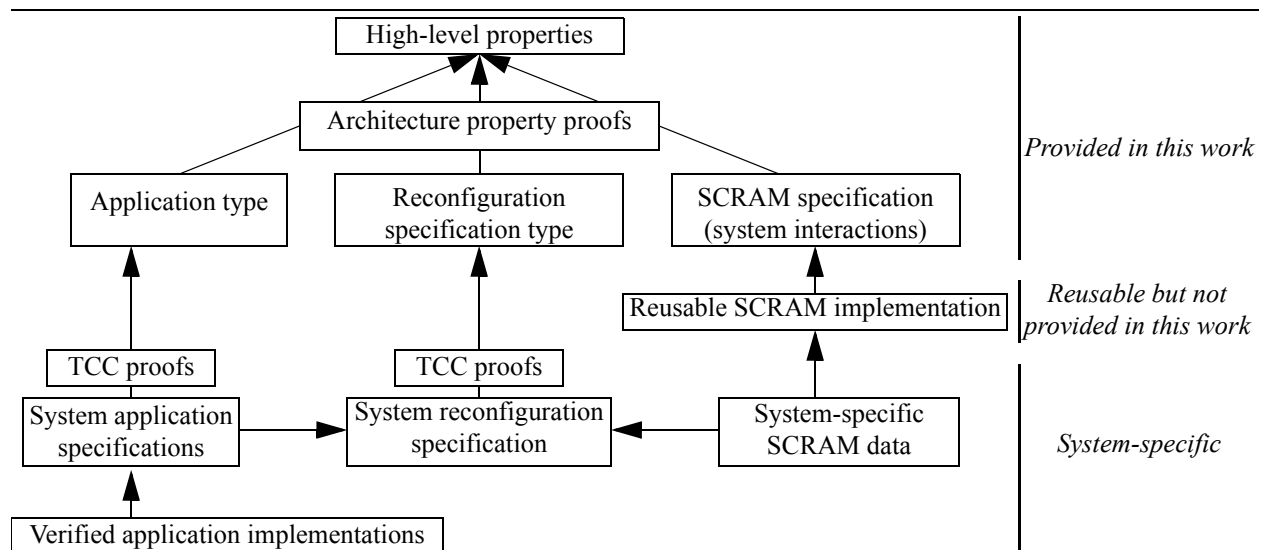 High-level properties
Architecture property proofs
Provided in this work
Application type
Reconfiguration
specification type
SCRAM specification
(system interactions)
Reusable SCRAM implementation
Reusable but not
provided in this work
TCC proofs
TCC proofs
System application
specifications
System reconfiguration
specification
System-specific
SCRAM data
System-specific
Verified application implementations